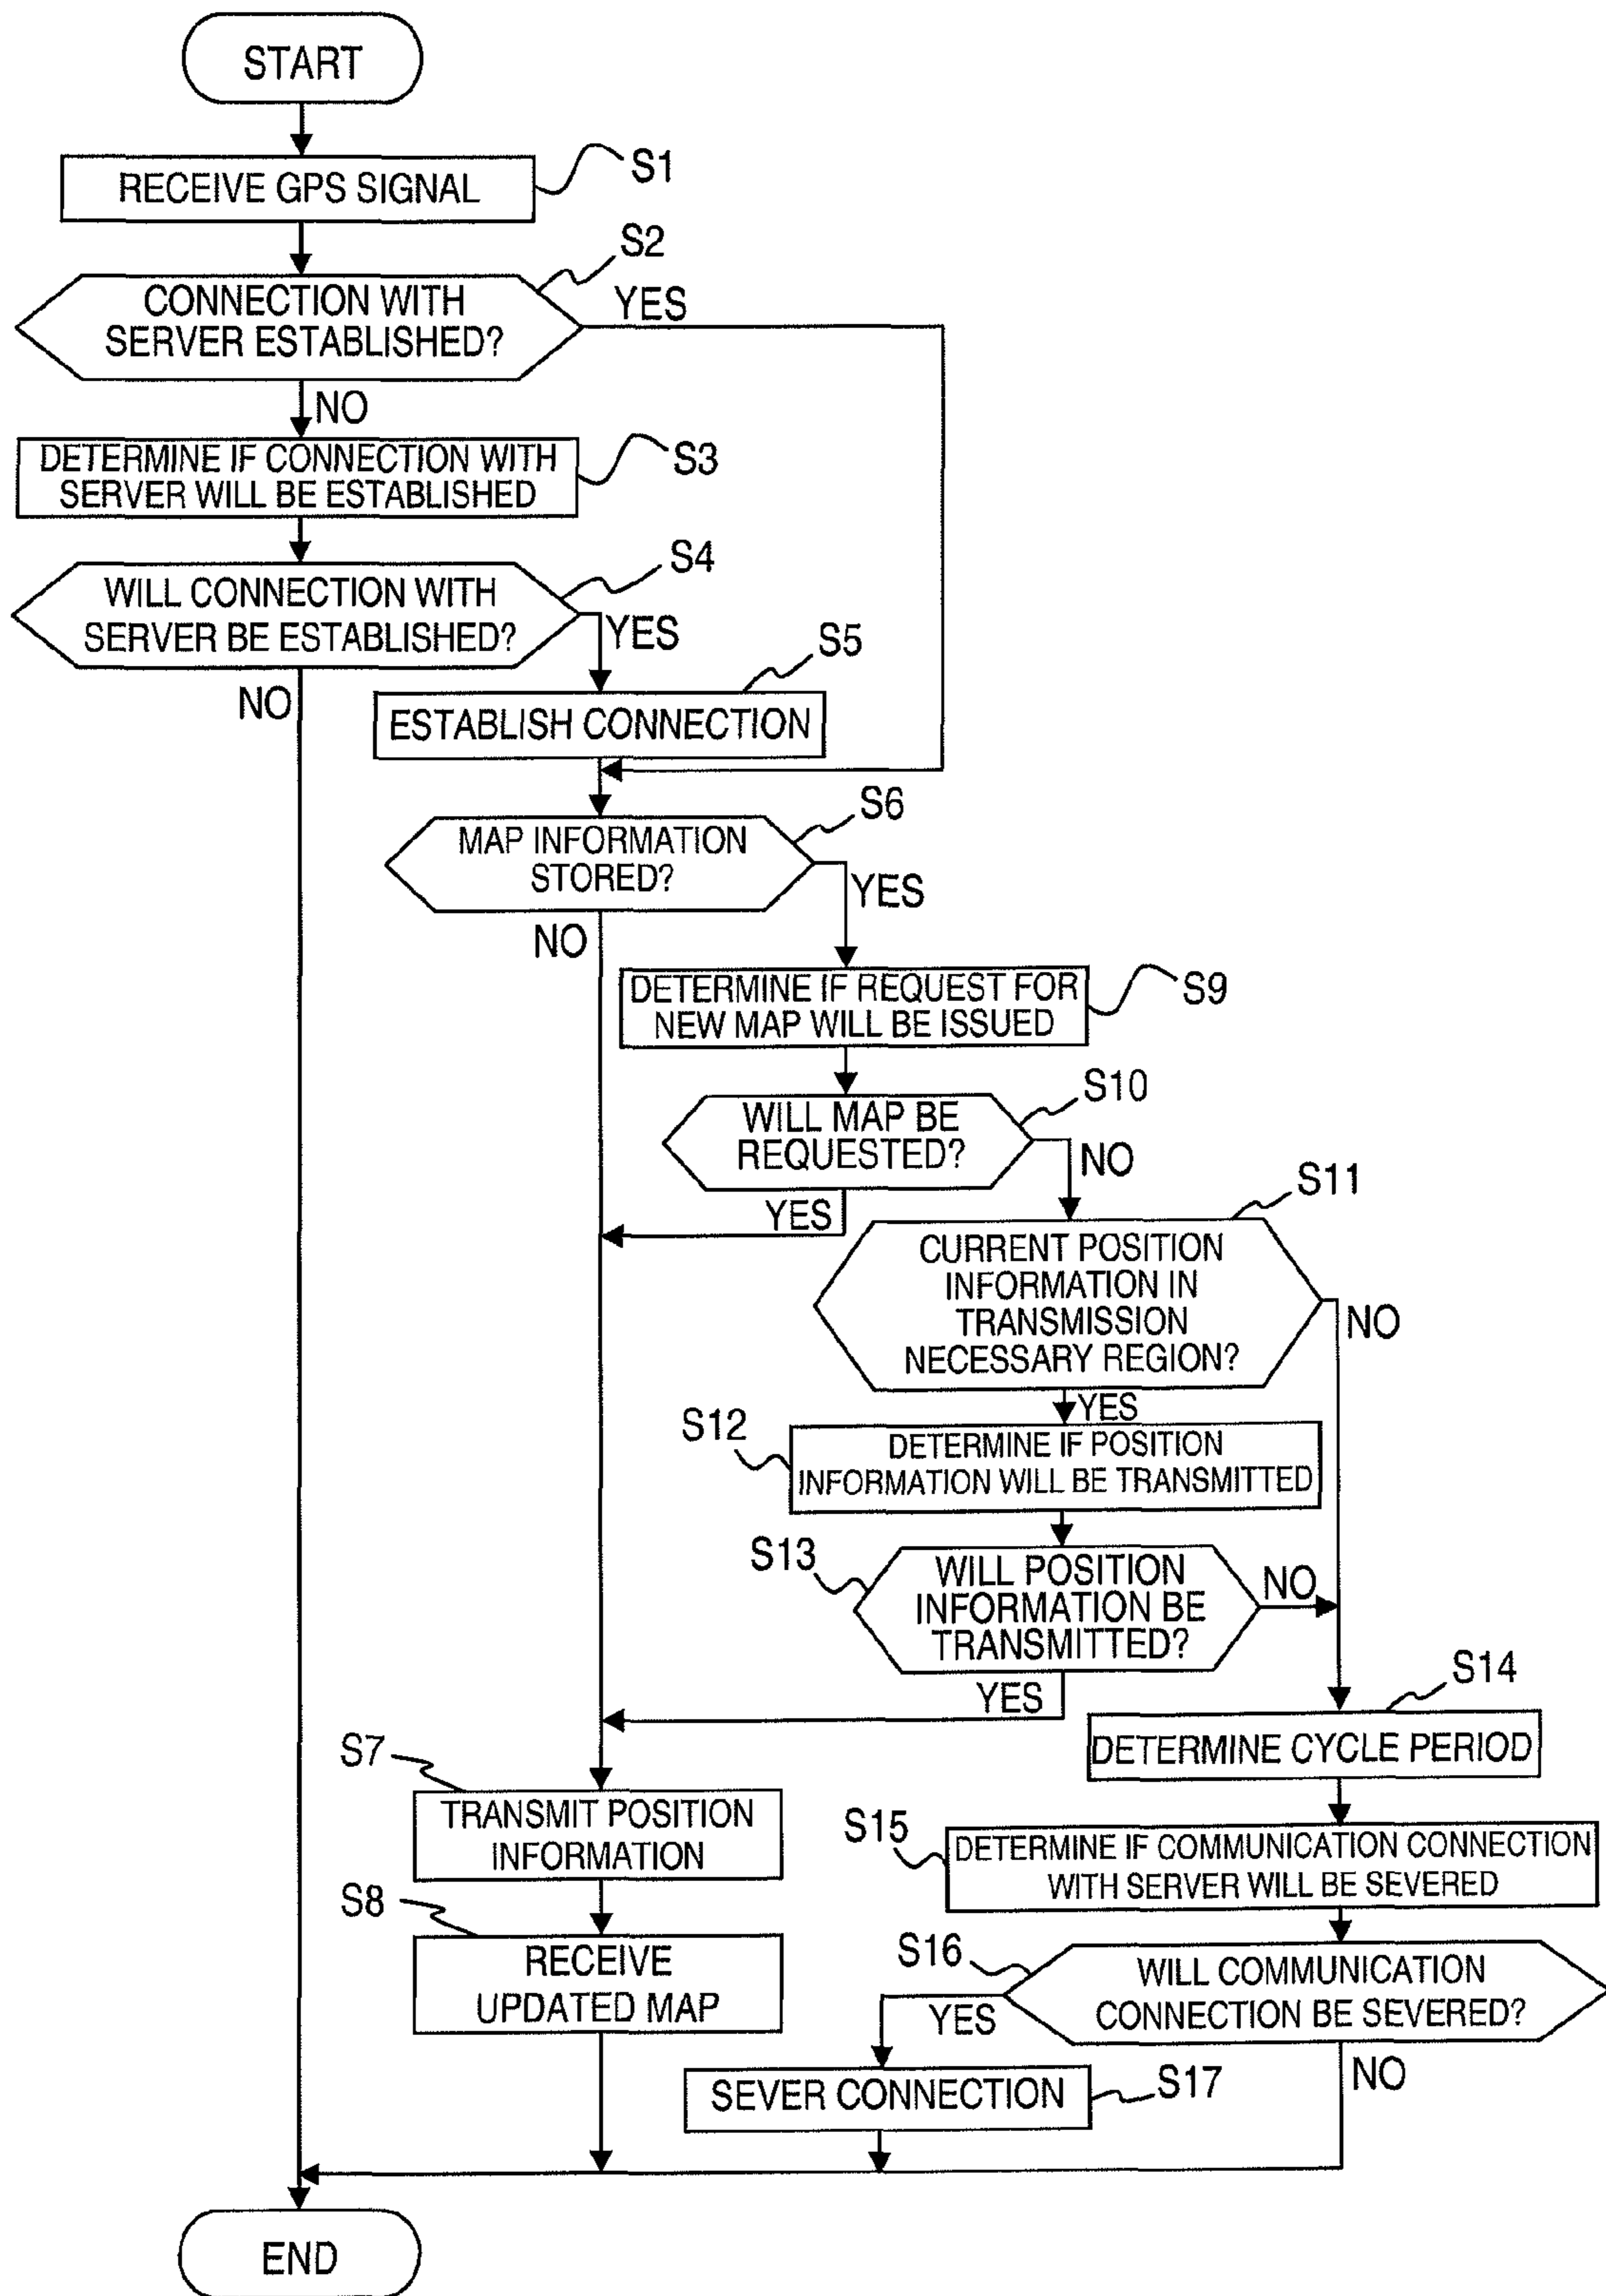 START
RECEIVE GPS SIGNAL
S1
S2
CONNECTION WITH
SERVER ESTABLISHED?
YES
NO
DETERMINE IF CONNECTION WITH
SERVER WILL BE ESTABLISHED
S3
S4
WILL CONNECTION WITH
SERVER BE ESTABLISHED?
YES
NO
S5
ESTABLISH CONNECTION
S6
MAP INFORMATION
STORED?
YES
NO
DETERMINE IF REQUEST FOR
NEW MAP WILL BE ISSUED
S9
S10
WILL MAP BE
REQUESTED?
NO
YES
S11
CURRENT POSITION
INFORMATION IN
TRANSMISSION
NECESSARY REGION?
NO
YES
S12
DETERMINE IF POSITION
INFORMATION WILL BE TRANSMITTED
S13
WILL POSITION
INFORMATION BE
TRANSMITTED?
NO
YES
S14
DETERMINE CYCLE PERIOD
S7
TRANSMIT POSITION
INFORMATION
S15
DETERMINE IF COMMUNICATION CONNECTION
WITH SERVER WILL BE SEVERED
S8
RECEIVE
UPDATED MAP
S16
WILL COMMUNICATION
CONNECTION BE SEVERED?
YES
NO
SEVER CONNECTION
S17
END